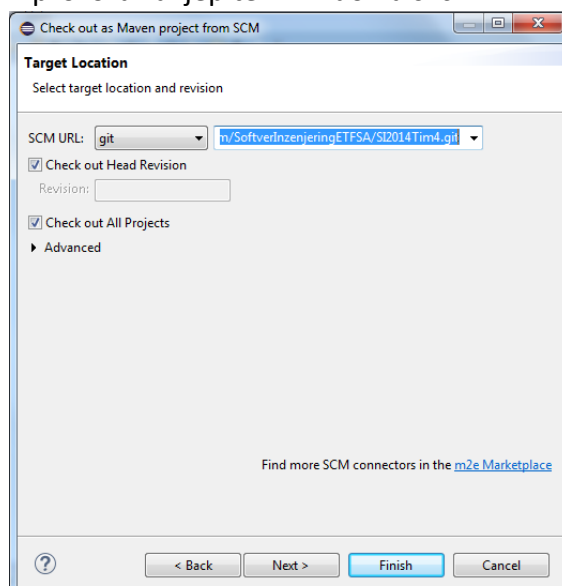 Check out as Maven project from SCM
Target Location
Select target location and revision
SCM URL: git n/SoftverInzenjeringETFSA/SI2014Tim4.git
Check out Head Revision
Revision:
Check out All Projects
Advanced
Find more SCM connectors in the m2e Marketplace
? < Back Next > Finish Cancel